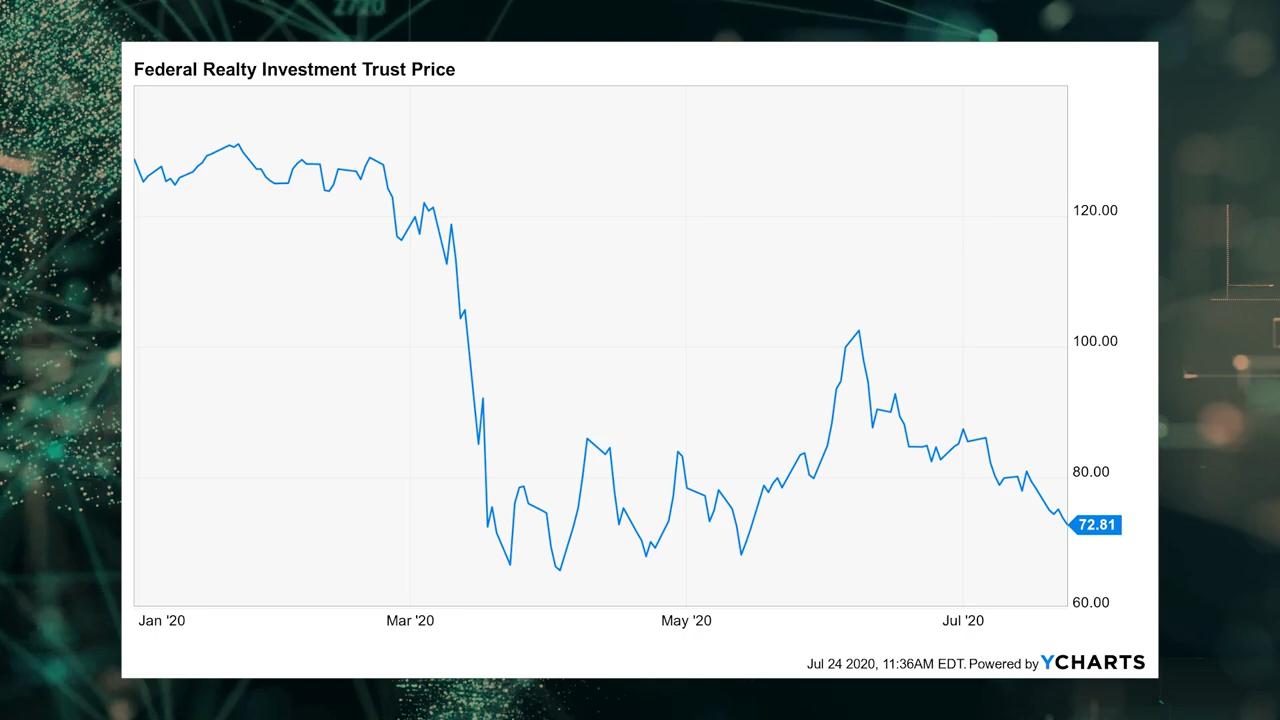 2720
Federal Realty Investment Trust Price
120.00
100.00
80.00
72.81
60.00
Jan '20 Mar '20 May '20 Jul '20
Jul 24 2020, 11:36AM EDT. Powered by YCHARTS